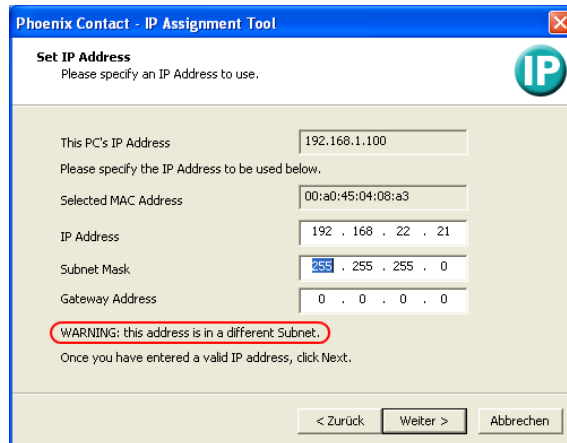 Phoenix Contact - IP Assignment Tool
Set IP Address
Please specify an IP Address to use.
IP
This PC's IP Address 192.168.1.100
Please specify the IP Address to be used below.
Selected MAC Address 00:a0:45:04:08:a3
IP Address 192 . 168 . 22 . 21
Subnet Mask 255 . 255 . 255 . 0
Gateway Address 0 . 0 . 0 . 0
WARNING: this address is in a different Subnet.
Once you have entered a valid IP address, click Next.
< Zurück Weiter > Abbrechen